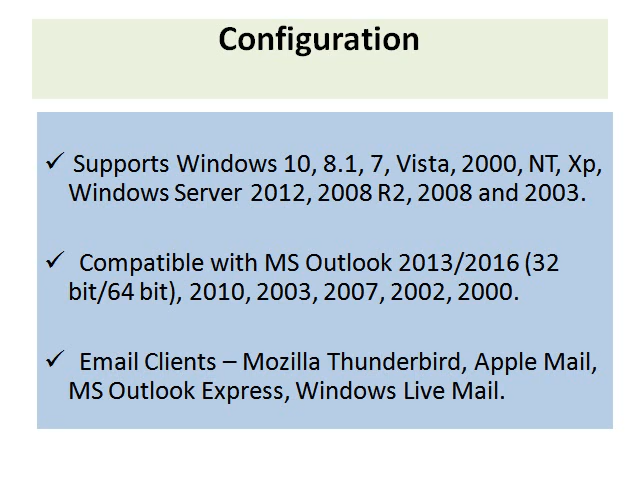 Configuration
✓ Supports Windows 10, 8.1, 7, Vista, 2000, NT, Xp,
Windows Server 2012, 2008 R2, 2008 and 2003.
✓ Compatible with MS Outlook 2013/2016 (32
bit/64 bit), 2010, 2003, 2007, 2002, 2000.
✓ Email Clients – Mozilla Thunderbird, Apple Mail,
MS Outlook Express, Windows Live Mail.